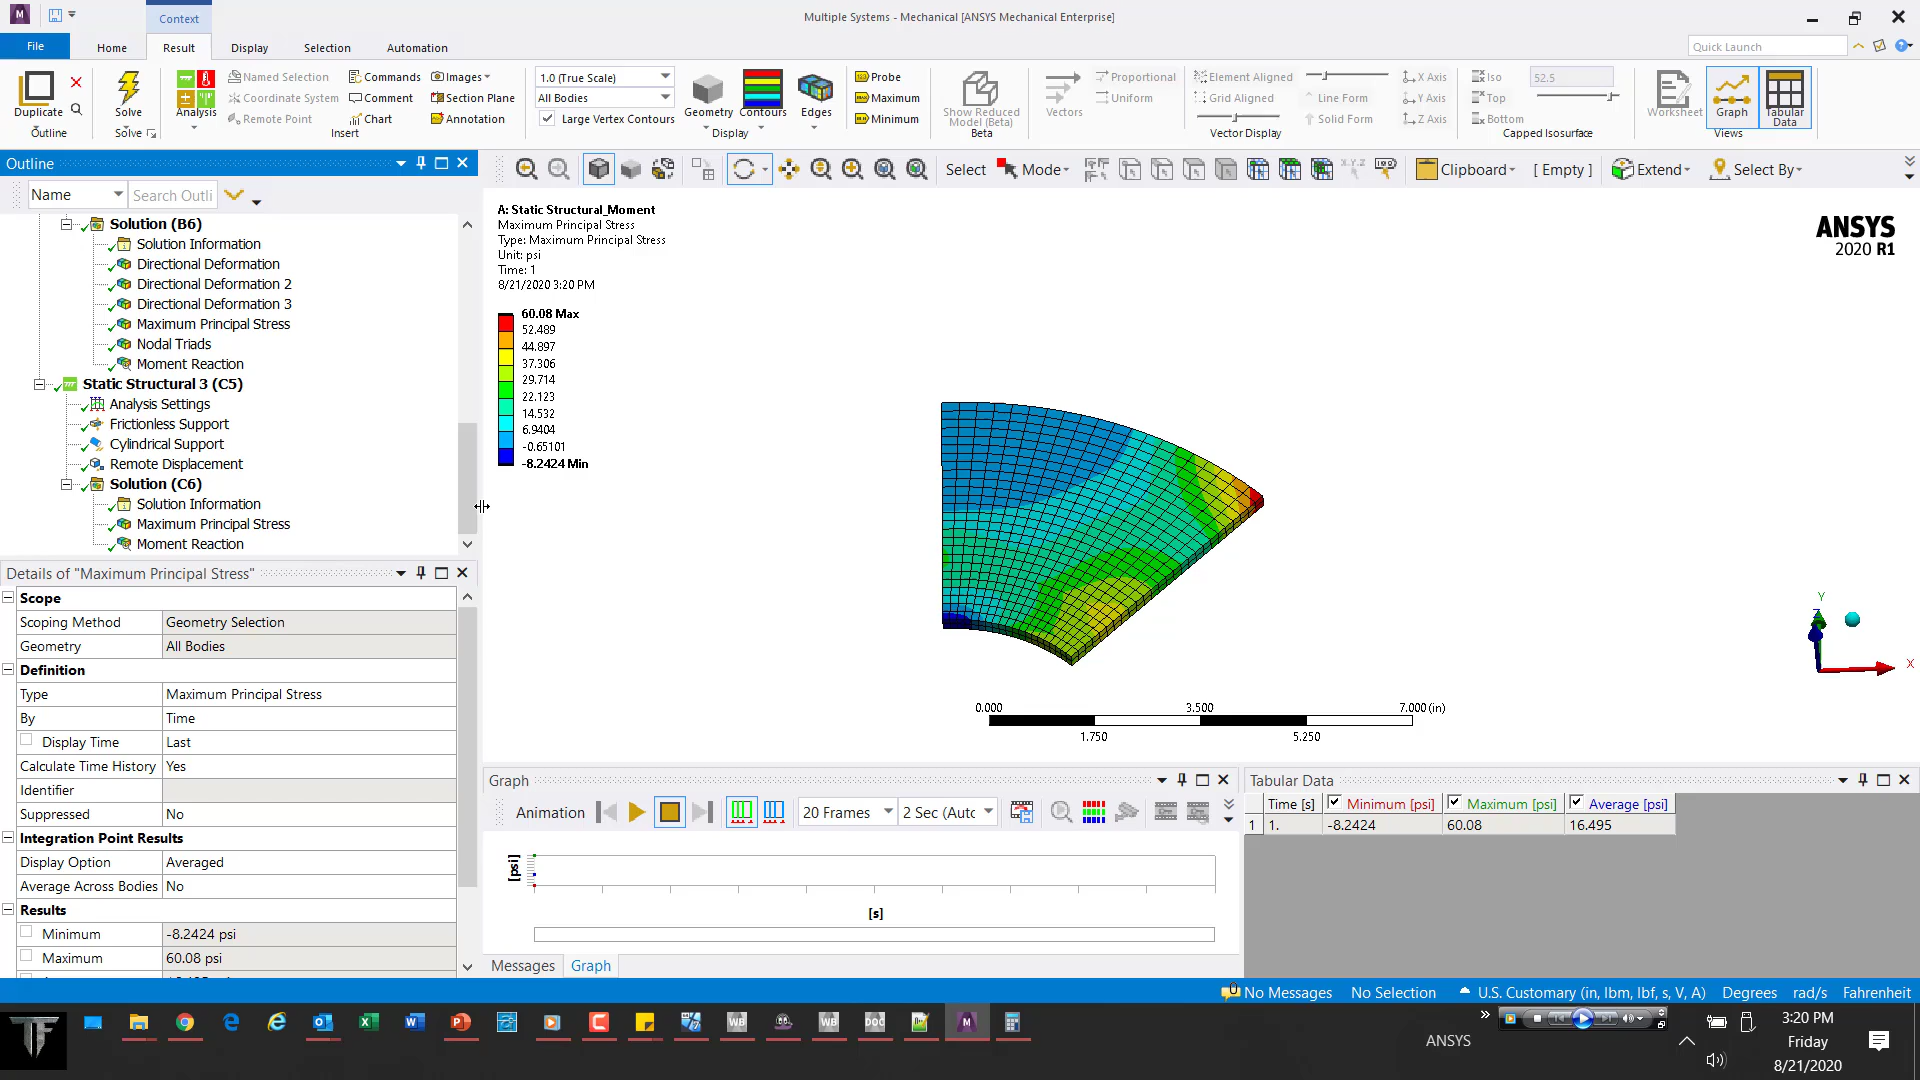 Context
Multiple Systems - Mechanical [ANSYS Mechanical Enterprise]
File
Home
Result
Display
Selection
Automation
Quick Launch
Duplicate
Outline
Solve
Solve
Analysis
Named Selection
Coordinate System
Remote Point
Commands
Comment
Chart
Images
Section Plane
Annotation
Insert
1.0 (True Scale)
All Bodies
Large Vertex Contours
Geometry
Contours
Edges
Display
Probe
Maximum
Minimum
Show Reduced
Model (Beta)
Beta
Vectors
Proportional
Uniform
Element Aligned
Grid Aligned
Line Form
Solid Form
X Axis
Y Axis
Z Axis
Vector Display
Iso
Top
Bottom
52.5
Capped Isosurface
Worksheet
Graph
Tabular
Data
Views
Outline
Name
Search Outli
Select
Mode
Clipboard
[ Empty ]
Extend
Select By
Solution (B6)
Solution Information
Directional Deformation
Directional Deformation 2
Directional Deformation 3
Maximum Principal Stress
Nodal Triads
Moment Reaction
Static Structural 3 (C5)
Analysis Settings
Frictionless Support
Cylindrical Support
Remote Displacement
Solution (C6)
Solution Information
Maximum Principal Stress
Moment Reaction
A: Static Structural_Moment
Maximum Principal Stress
Type: Maximum Principal Stress
Unit: psi
Time: 1
8/21/2020 3:20 PM
60.08 Max
52.489
44.897
37.306
29.714
22.123
14.532
6.9404
-0.65101
-8.2424 Min
ANSYS
2020 R1
Y
Z
X
0.000
3.500
7.000 (in)
1.750
5.250
Details of "Maximum Principal Stress"
Scope
Scoping Method Geometry Selection
Geometry All Bodies
Definition
Type Maximum Principal Stress
By Time
Display Time Last
Calculate Time History Yes
Identifier
Suppressed No
Integration Point Results
Display Option Averaged
Average Across Bodies No
Results
Minimum -8.2424 psi
Maximum 60.08 psi
Graph
Animation
20 Frames
2 Sec (Autc
[psi]
[s]
Messages
Graph
Tabular Data
Time [s] Minimum [psi] Maximum [psi] Average [psi]
1 1. -8.2424 60.08 16.495
No Messages
No Selection
U.S. Customary (in, lbm, lbf, s, V, A)
Degrees
rad/s
Fahrenheit
TF
WB
WB
DOC
M
ANSYS
3:20 PM
Friday
8/21/2020